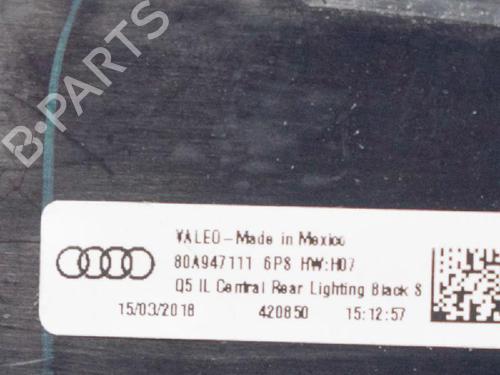 B-PARTS
VALEO-Made in Mexico
80A947111 6PS HW:H07
Q5 IL Central Rear Lighting Black S
15/03/2018 420850 15:12:57